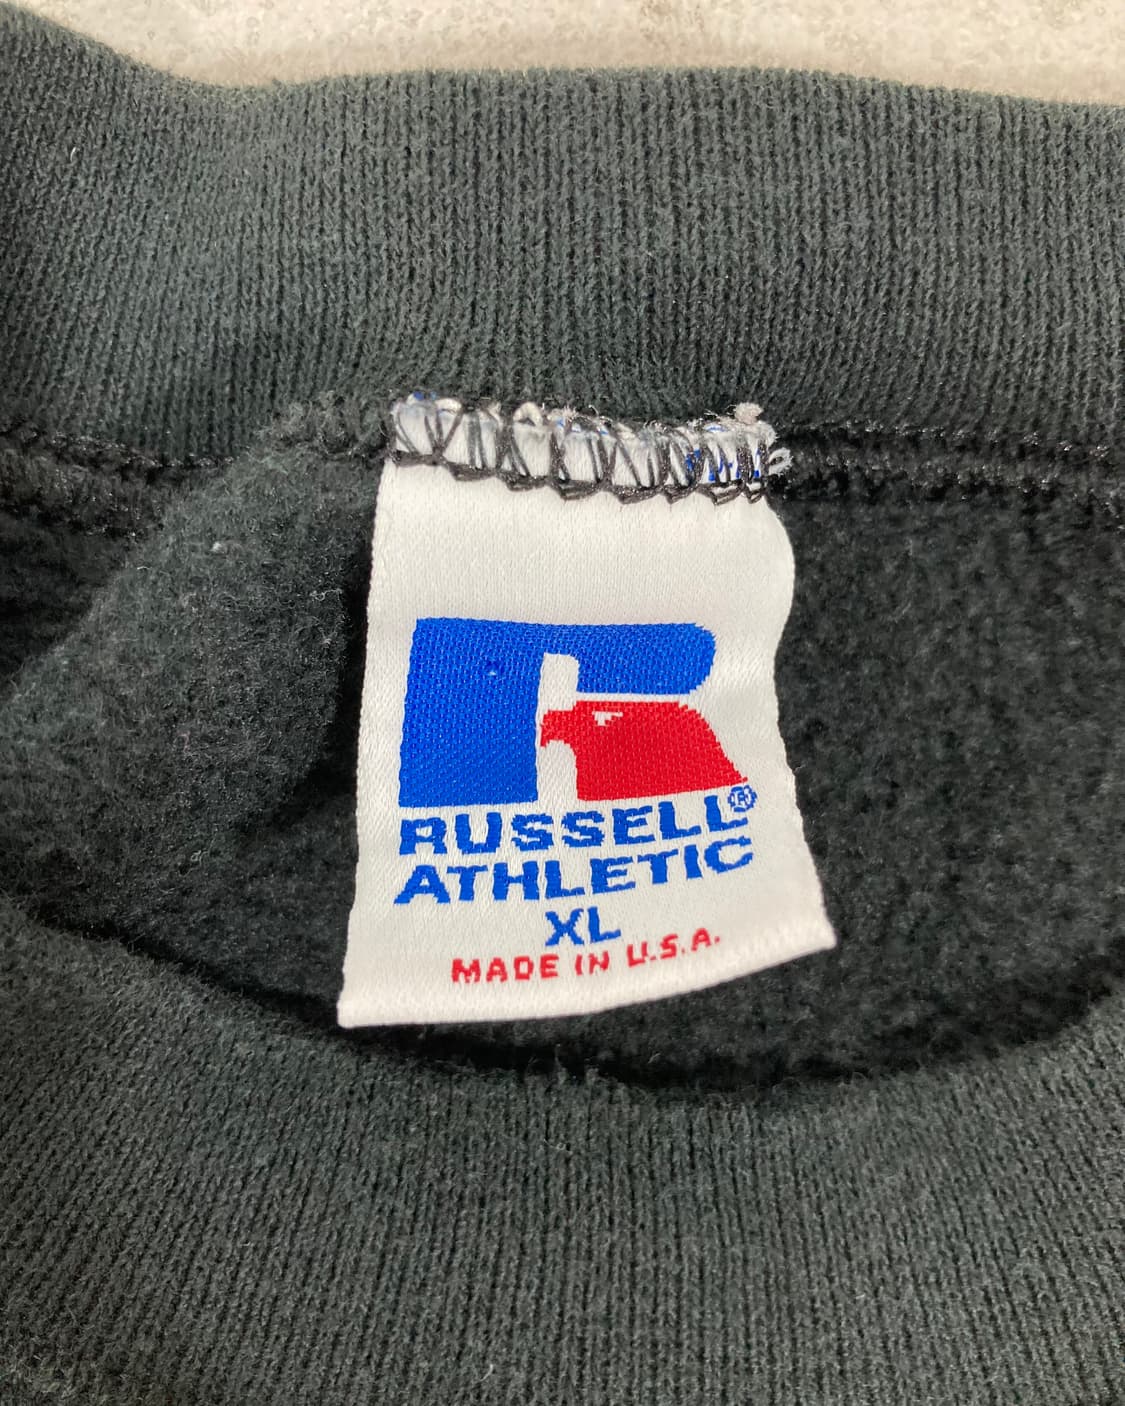 RUSSELL®
ATHLETIC
XL
MADE IN U.S.A.